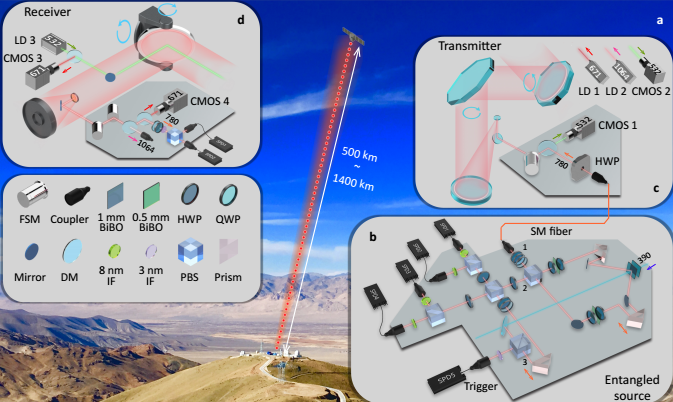 Receiver
d
LD 3
532
CMOS 3
671
671
CMOS 4
780
1064
500 km
~
1400 km
a
Transmitter
671
1064
532
LD 1
LD 2
CMOS 2
532
CMOS 1
780
HWP
c
FSM
Coupler
1 mm
BiBO
0.5 mm
BiBO
HWP
QWP
Mirror
DM
8 nm
IF
3 nm
IF
PBS
Prism
b
SM fiber
1
2
3
390
SPD5
Trigger
Entangled
source